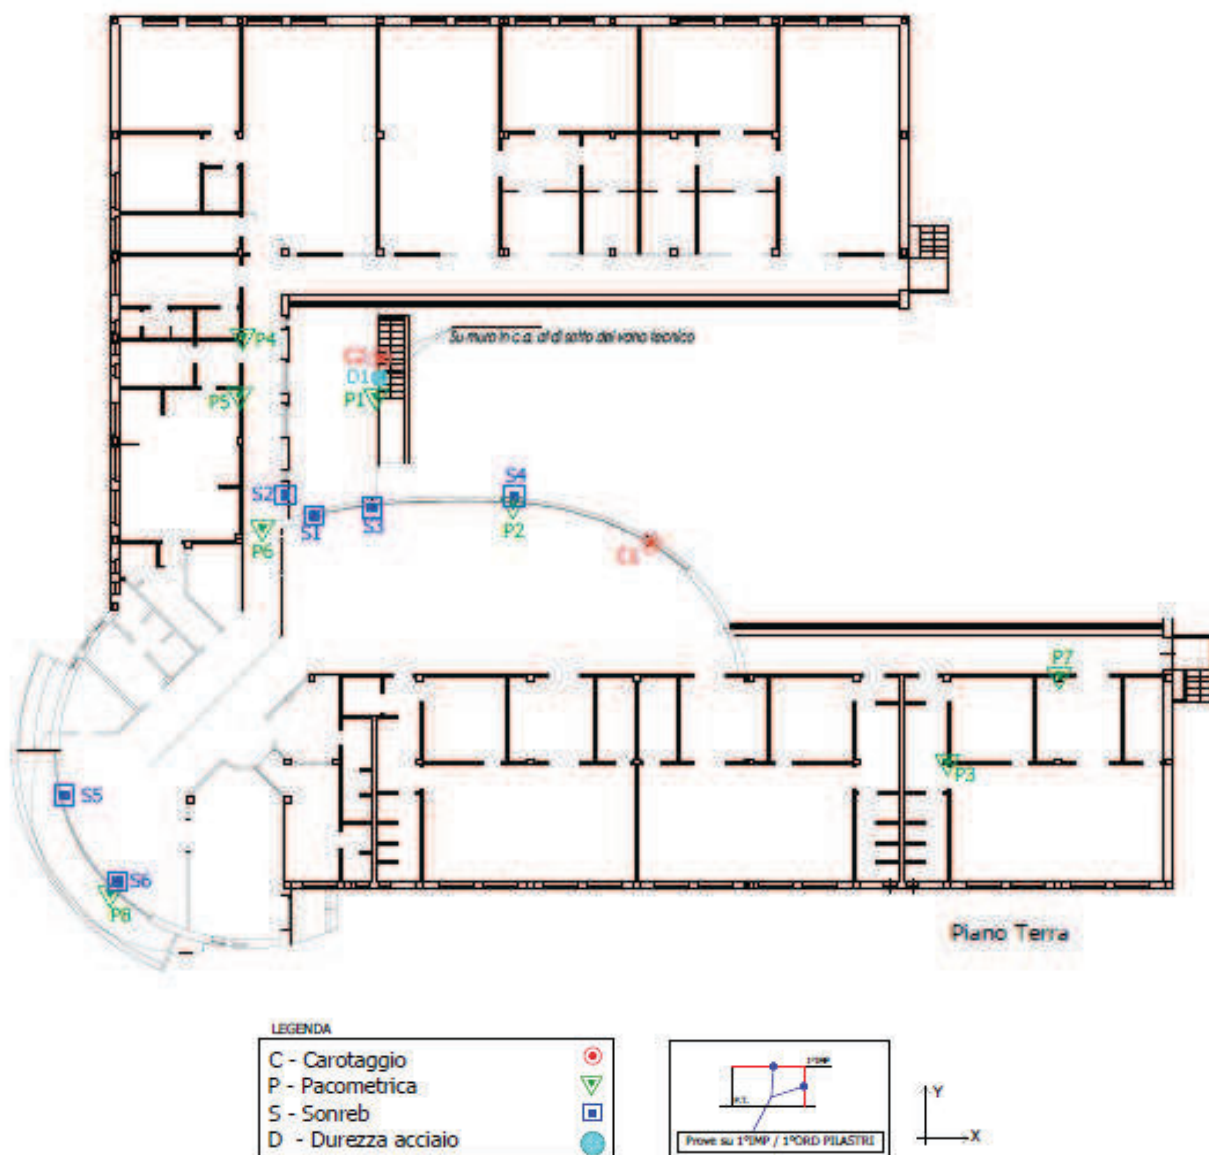 P4
Su muro in c.a. al di sotto del vano tecnico
C2
D1
P5
P1
S2
S4
S1
S3
P2
P6
C1
P7
P3
S5
S6
P8
Piano Terra
LEGENDA
C - Carotaggio
P - Pacometrica
S - Sonreb
D - Durezza acciaio
1°IMP
P.T.
Prove su 1°IMP / 1°ORD PILASTRI
Y
X